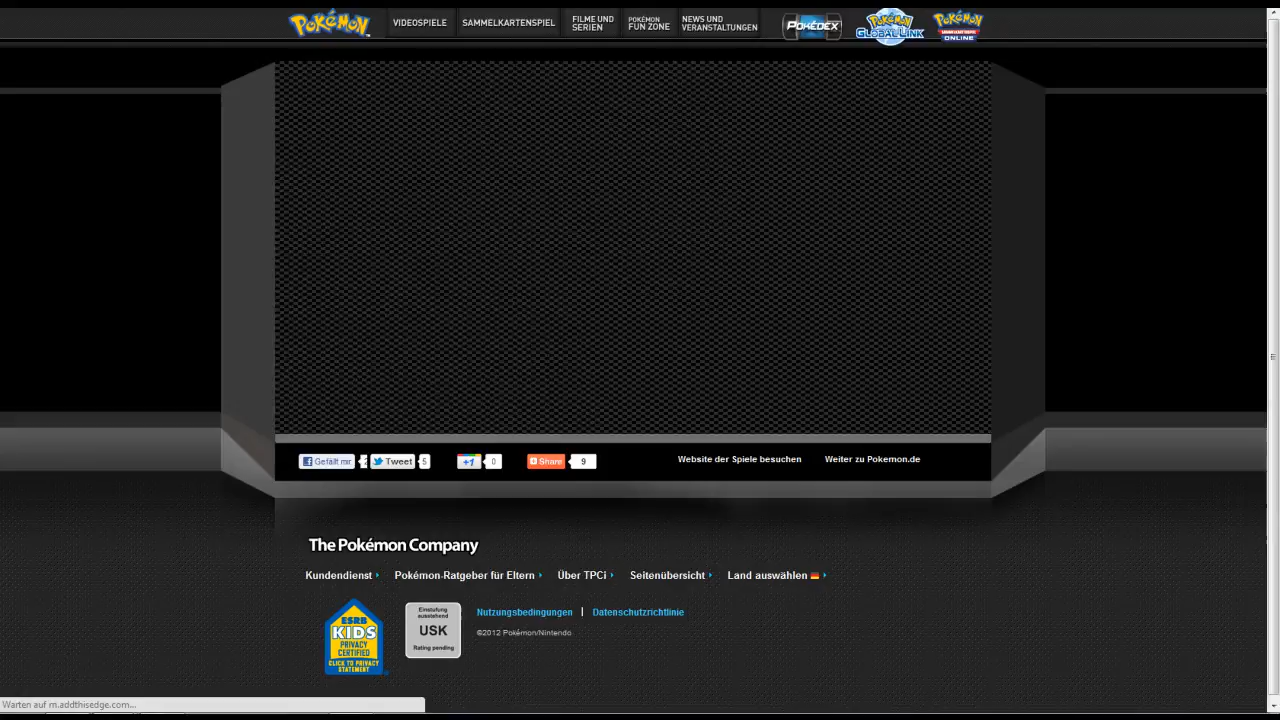 Pokémon
VIDEOSPIELE
SAMMELKARTENSPIEL
FILME UND
SERIEN
POKÉMON
FUN ZONE
NEWS UND
VERANSTALTUNGEN
POKÉDEX
Pokémon
GLOBAL LINK
Pokémon
SAMMELKARTENSPIEL
ONLINE
Gefällt mir
Tweet 5
+1 0
Share 9
Website der Spiele besuchen
Weiter zu Pokemon.de
The Pokémon Company
Kundendienst
Pokémon-Ratgeber für Eltern
Über TPCi
Seitenübersicht
Land auswählen
ESRB
KIDS
PRIVACY
CERTIFIED
CLICK TO PRIVACY
STATEMENT
Einstufung
ausstehend
USK
Rating pending
Nutzungsbedingungen | Datenschutzrichtlinie
©2012 Pokémon/Nintendo
Warten auf m.addthisedge.com...